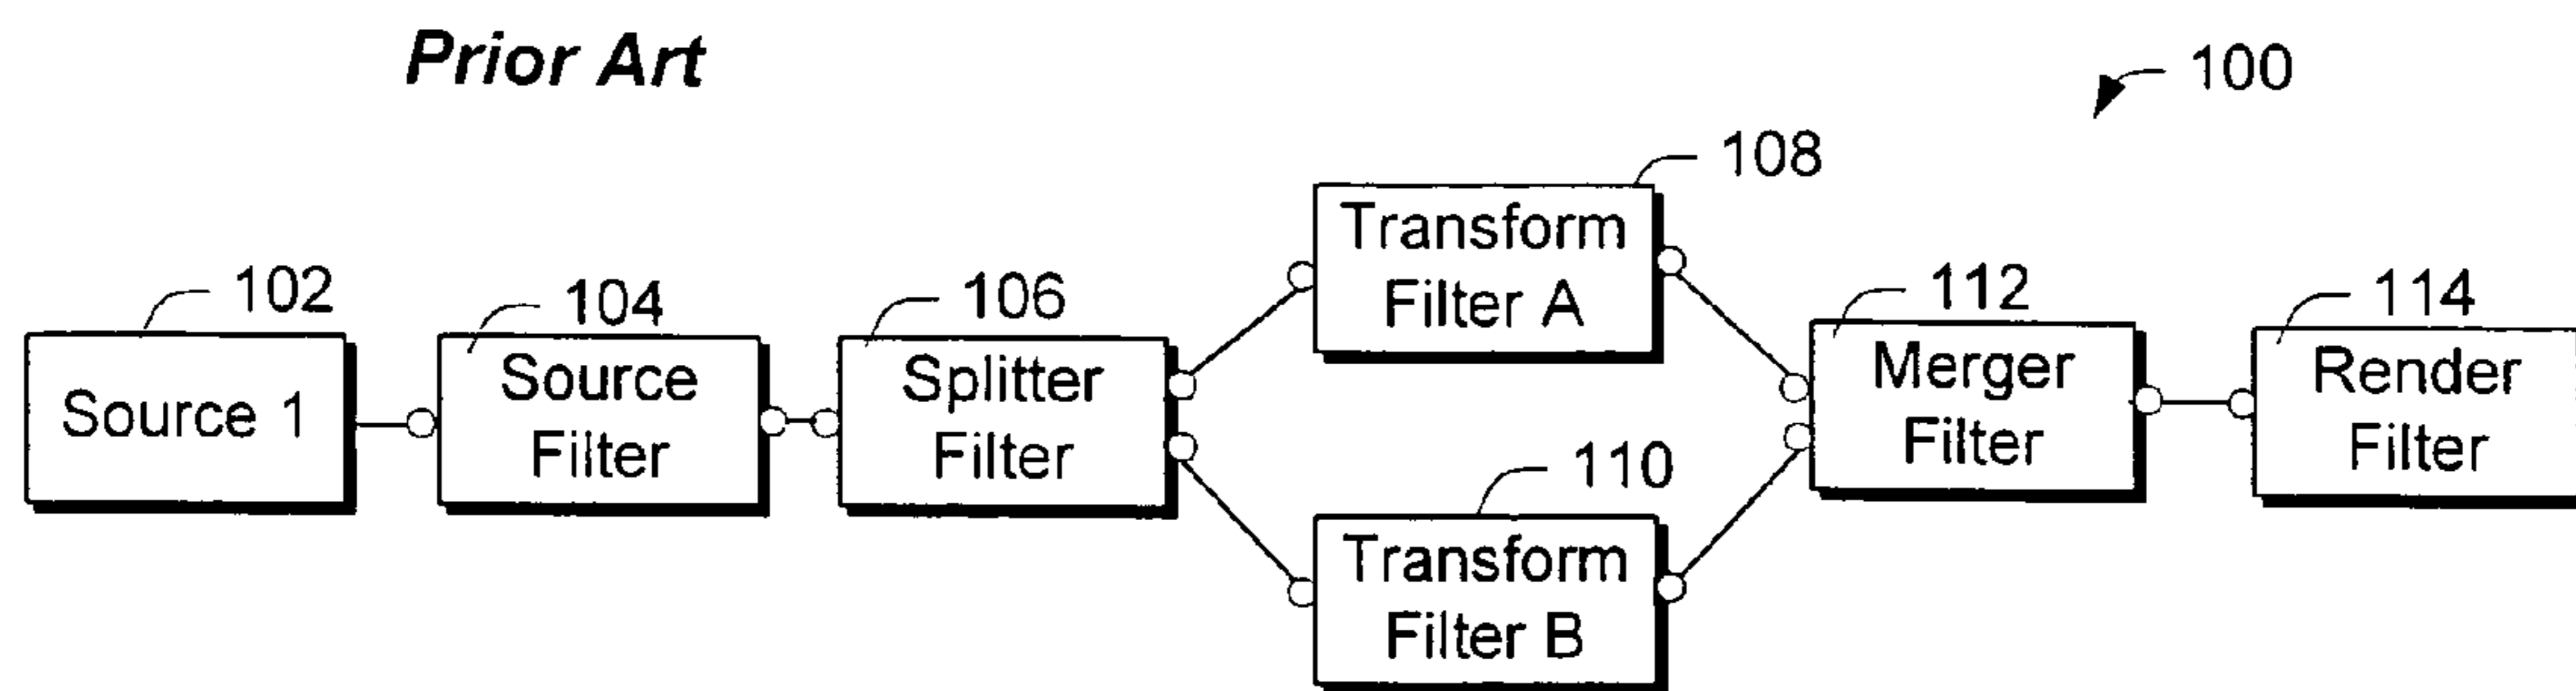 Prior Art
100
108
Transform
Filter A
102
Source 1
104
Source
Filter
106
Splitter
Filter
110
Transform
Filter B
112
Merger
Filter
114
Render
Filter